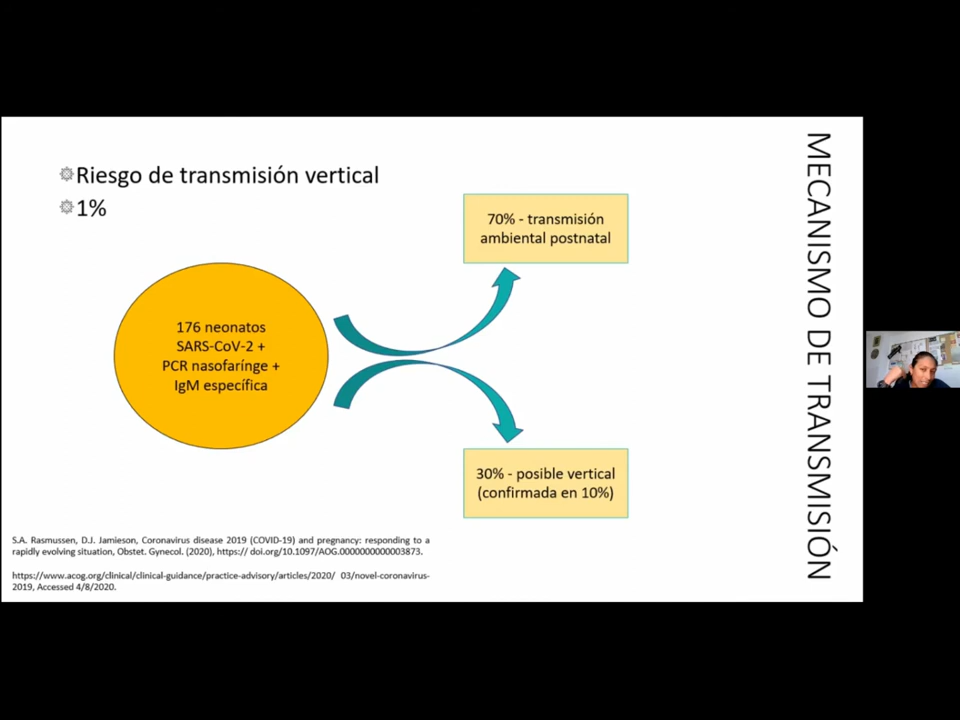 Riesgo de transmisión vertical
1%
70% - transmisión
ambiental postnatal
176 neonatos
SARS-CoV-2 +
PCR nasofarínge +
IgM específica
30% - posible vertical
(confirmada en 10%)
S.A. Rasmussen, D.J. Jamieson, Coronavirus disease 2019 (COVID-19) and pregnancy: responding to a
rapidly evolving situation, Obstet. Gynecol. (2020), https:// doi.org/10.1097/AOG.0000000000003873.
https://www.acog.org/clinical/clinical-guidance/practice-advisory/articles/2020/ 03/novel-coronavirus-
2019, Accessed 4/8/2020.
MECANISMO DE TRANSMISIÓN